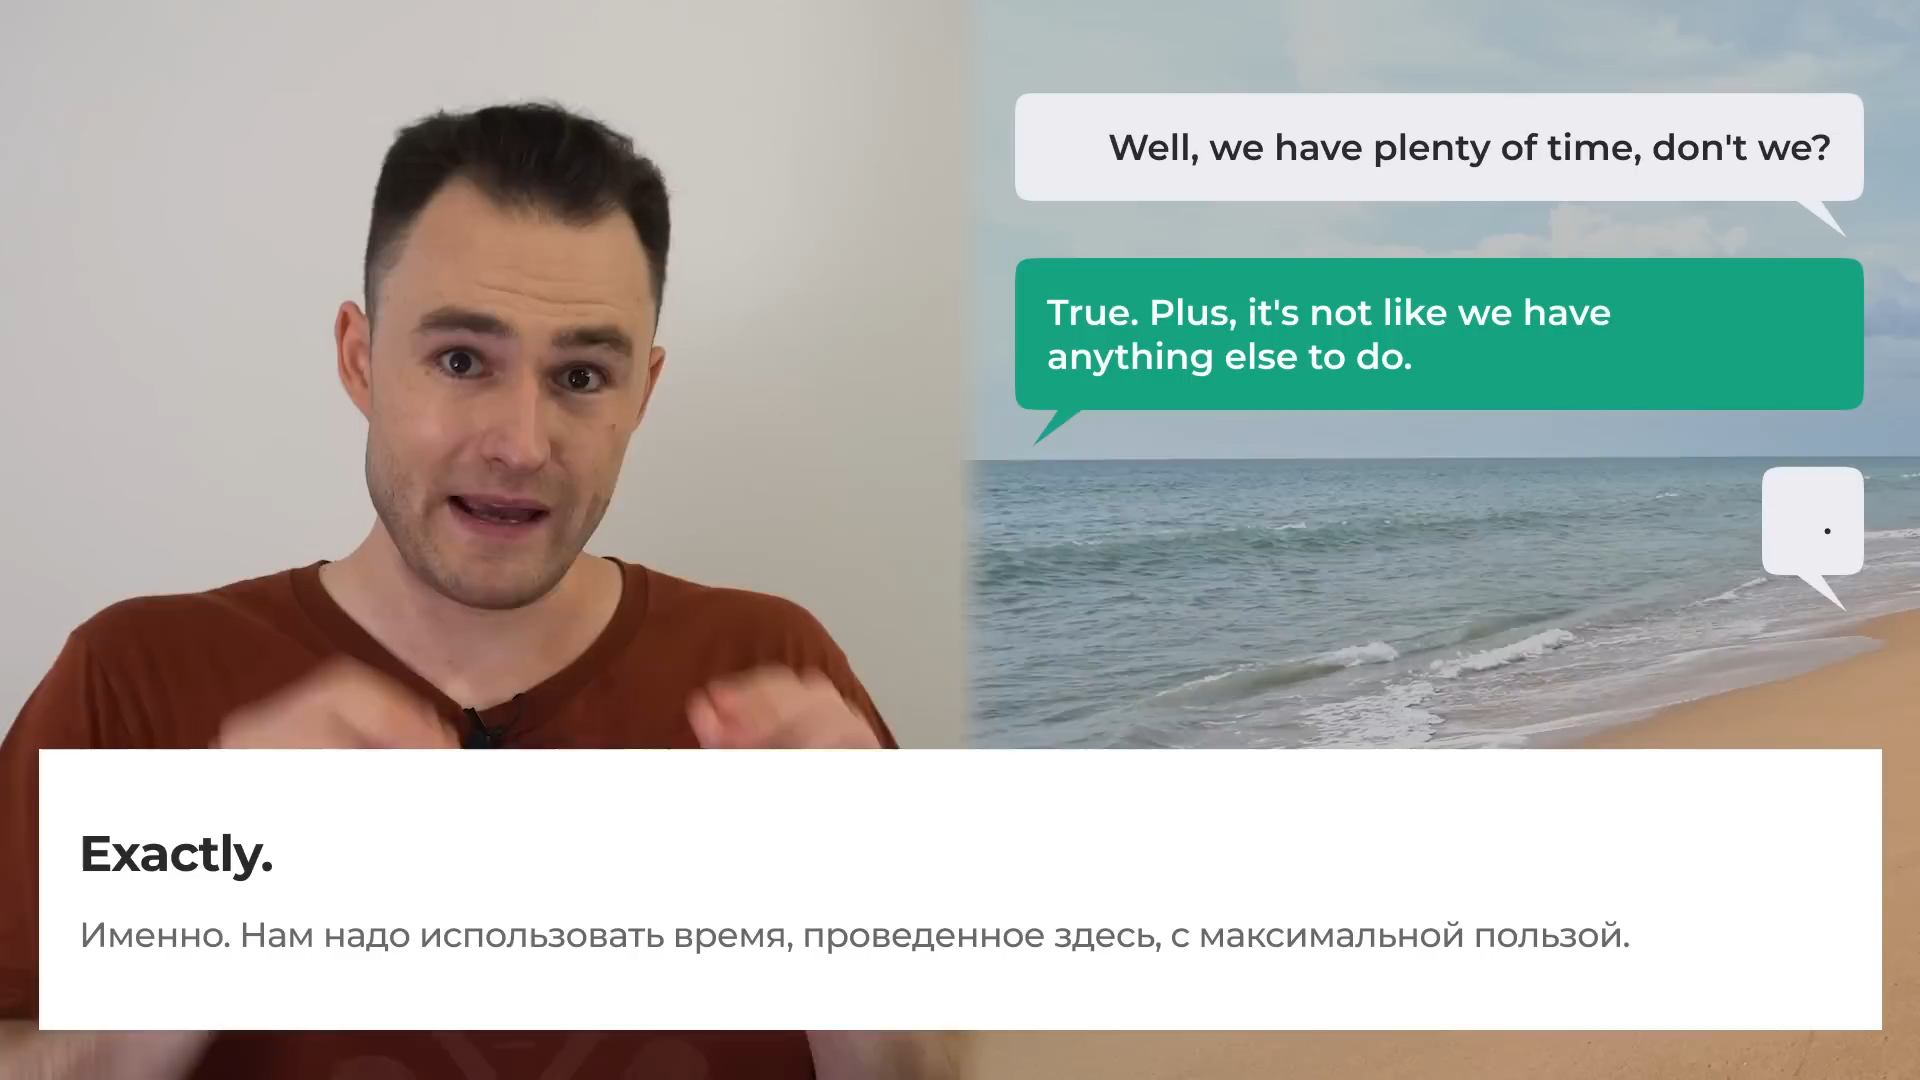 Well, we have plenty of time, don't we?
True. Plus, it's not like we have
anything else to do.
.
Exactly.
Именно. Нам надо использовать время, проведенное здесь, с максимальной пользой.